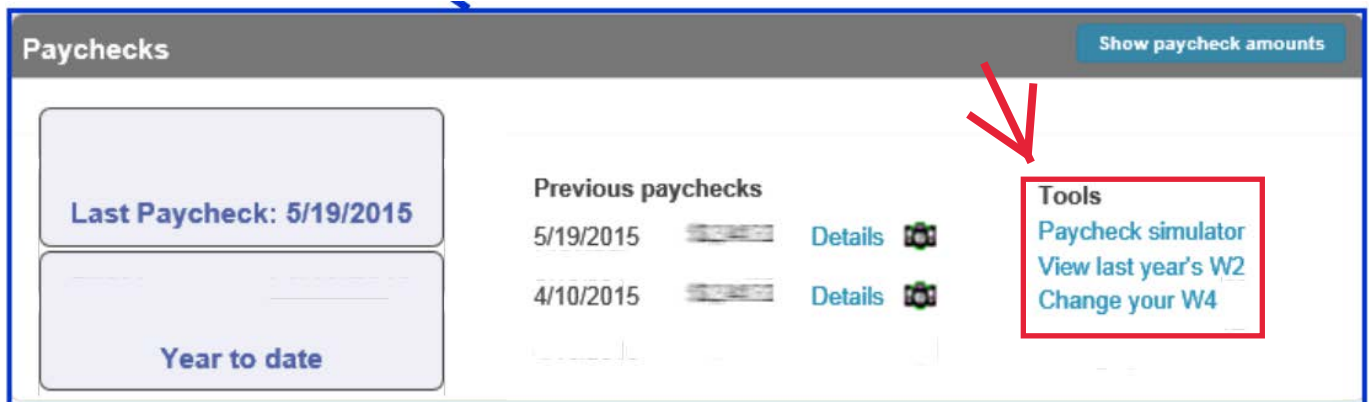 Paychecks
Show paycheck amounts
Last Paycheck: 5/19/2015
Year to date
Previous paychecks
5/19/2015 Details
4/10/2015 Details
Tools
Paycheck simulator
View last year's W2
Change your W4